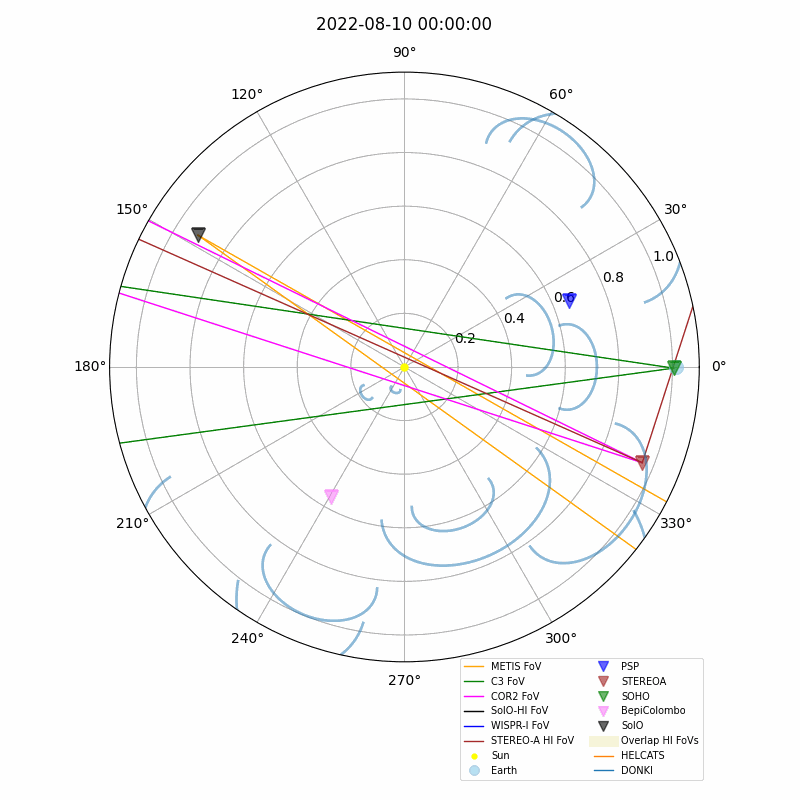 2022-08-10 00:00:00
90°
120° 60°
150° 30°
1.0
0.8
0.6
0.4
0.2
180° 0°
210° 330°
240° 300°
270°
METIS FoV PSP
C3 FoV STEREOA
COR2 FoV SOHO
SolO-HI FoV BepiColombo
WISPR-I FoV SolO
STEREO-A HI FoV Overlap HI FoVs
Sun HELCATS
Earth DONKI